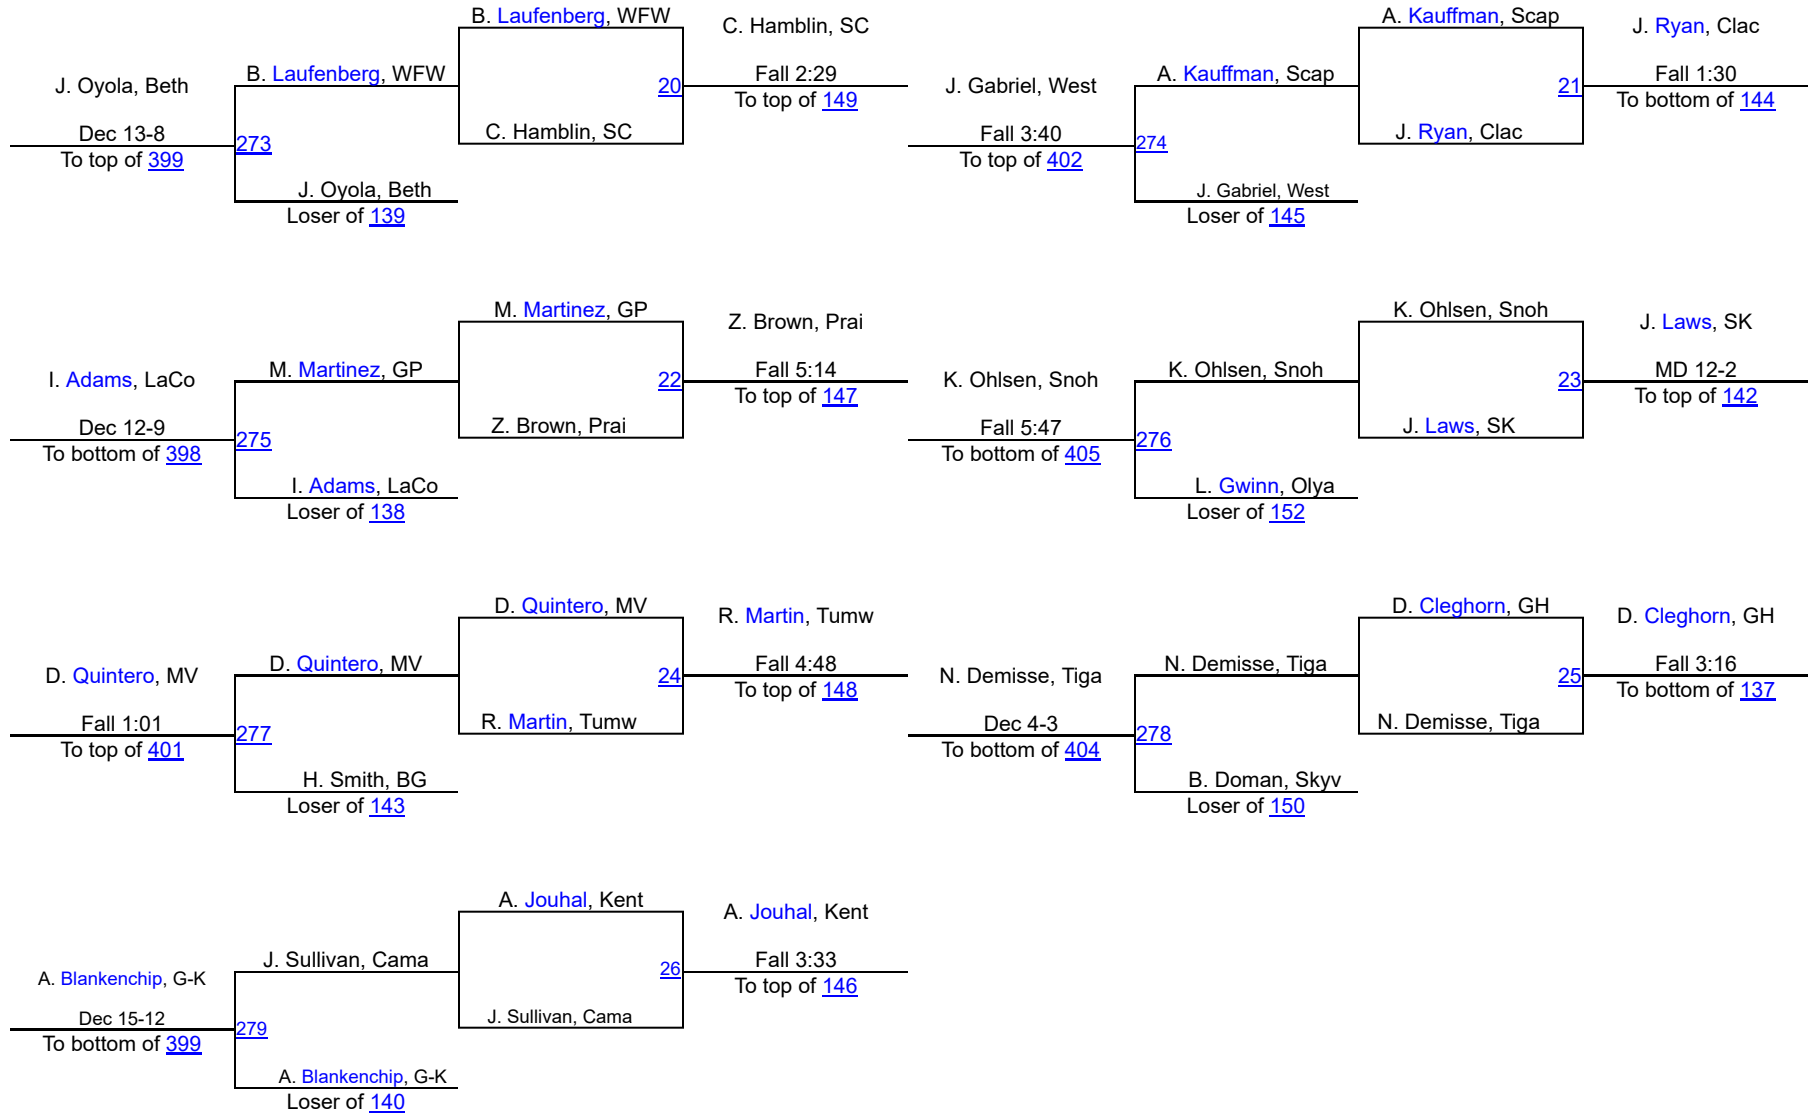 B. Laufenberg, WFW
C. Hamblin, SC
J. Oyola, Beth
B. Laufenberg, WFW
20
Fall 2:29
To top of 149
Dec 13-8
To top of 399
273
C. Hamblin, SC
J. Oyola, Beth
Loser of 139
A. Kauffman, Scap
J. Ryan, Clac
J. Gabriel, West
A. Kauffman, Scap
21
Fall 1:30
To bottom of 144
Fall 3:40
To top of 402
274
J. Ryan, Clac
J. Gabriel, West
Loser of 145
M. Martinez, GP
Z. Brown, Prai
I. Adams, LaCo
M. Martinez, GP
22
Fall 5:14
To top of 147
Dec 12-9
To bottom of 398
275
Z. Brown, Prai
I. Adams, LaCo
Loser of 138
K. Ohlsen, Snoh
J. Laws, SK
K. Ohlsen, Snoh
K. Ohlsen, Snoh
23
MD 12-2
To top of 142
Fall 5:47
To bottom of 405
276
J. Laws, SK
L. Gwinn, Olya
Loser of 152
D. Quintero, MV
R. Martin, Tumw
D. Quintero, MV
D. Quintero, MV
24
Fall 4:48
To top of 148
Fall 1:01
To top of 401
277
R. Martin, Tumw
H. Smith, BG
Loser of 143
D. Cleghorn, GH
D. Cleghorn, GH
N. Demisse, Tiga
N. Demisse, Tiga
25
Fall 3:16
To bottom of 137
Dec 4-3
To bottom of 404
278
N. Demisse, Tiga
B. Doman, Skyv
Loser of 150
A. Jouhal, Kent
A. Jouhal, Kent
A. Blankenchip, G-K
J. Sullivan, Cama
26
Fall 3:33
To top of 146
Dec 15-12
To bottom of 399
279
J. Sullivan, Cama
A. Blankenchip, G-K
Loser of 140